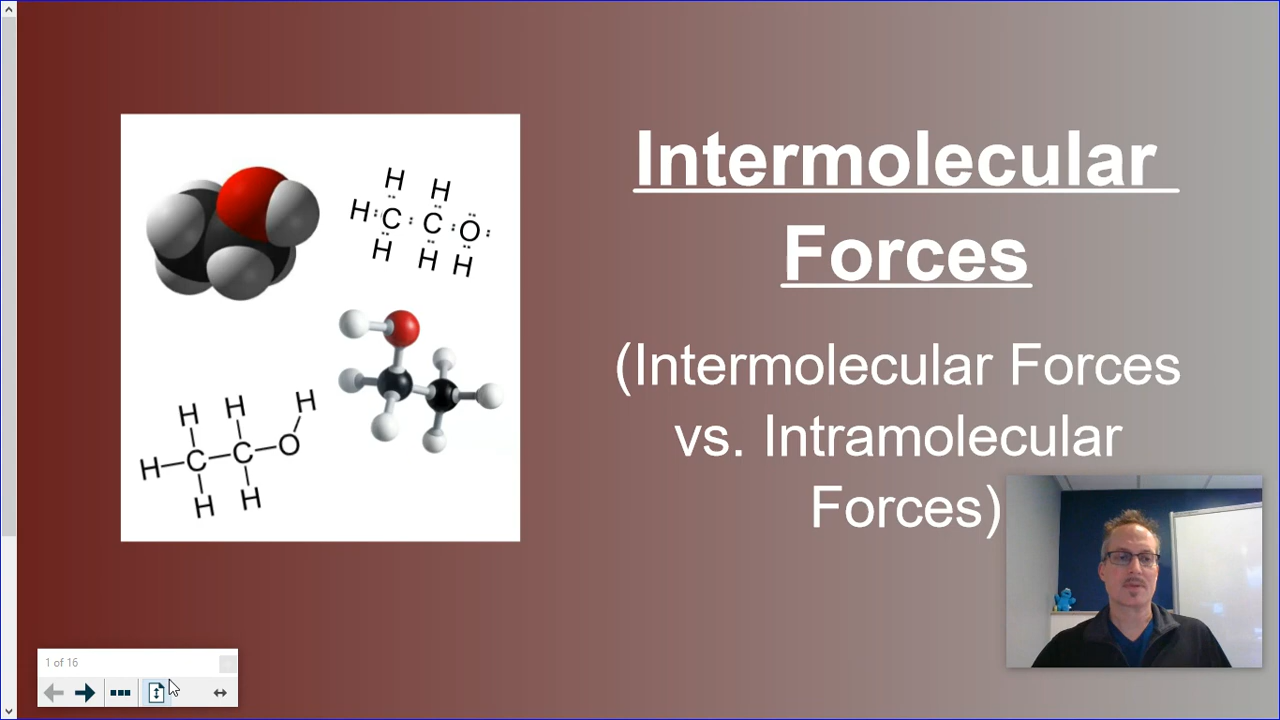 Intermolecular
Forces
(Intermolecular Forces
vs. Intramolecular
Forces)
H H
H : C : C : O :
H H H
H H H
H C C O
H H
1 of 16